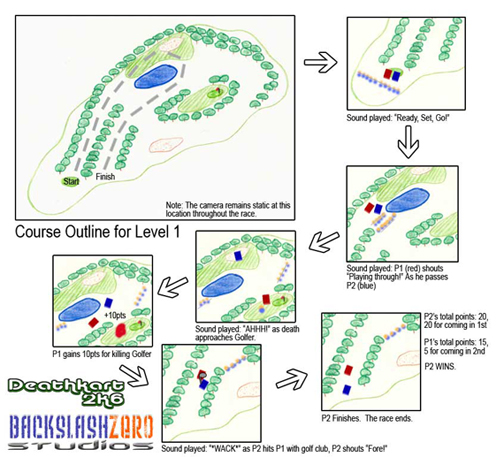 Start
Finish
Note: The camera remains static at this
location throughout the race.
Course Outline for Level 1
Sound played: "Ready, Set, Go!"
Sound played: P1 (red) shouts
"Playing through!" As he passes
P2 (blue)
Sound played: "AHHH!" as death
approaches Golfer.
+10pts
P1 gains 10pts for killing Golfer
Sound played: "*WACK*" as P2 hits P1 with golf club, P2 shouts "Fore!"
P2 Finishes. The race ends.
P2's total points: 20,
20 for coming in 1st
P1's total points: 15,
5 for coming in 2nd
P2 WINS.
Deathkart
2k6
BACKSLASHZERO
STUDIOS